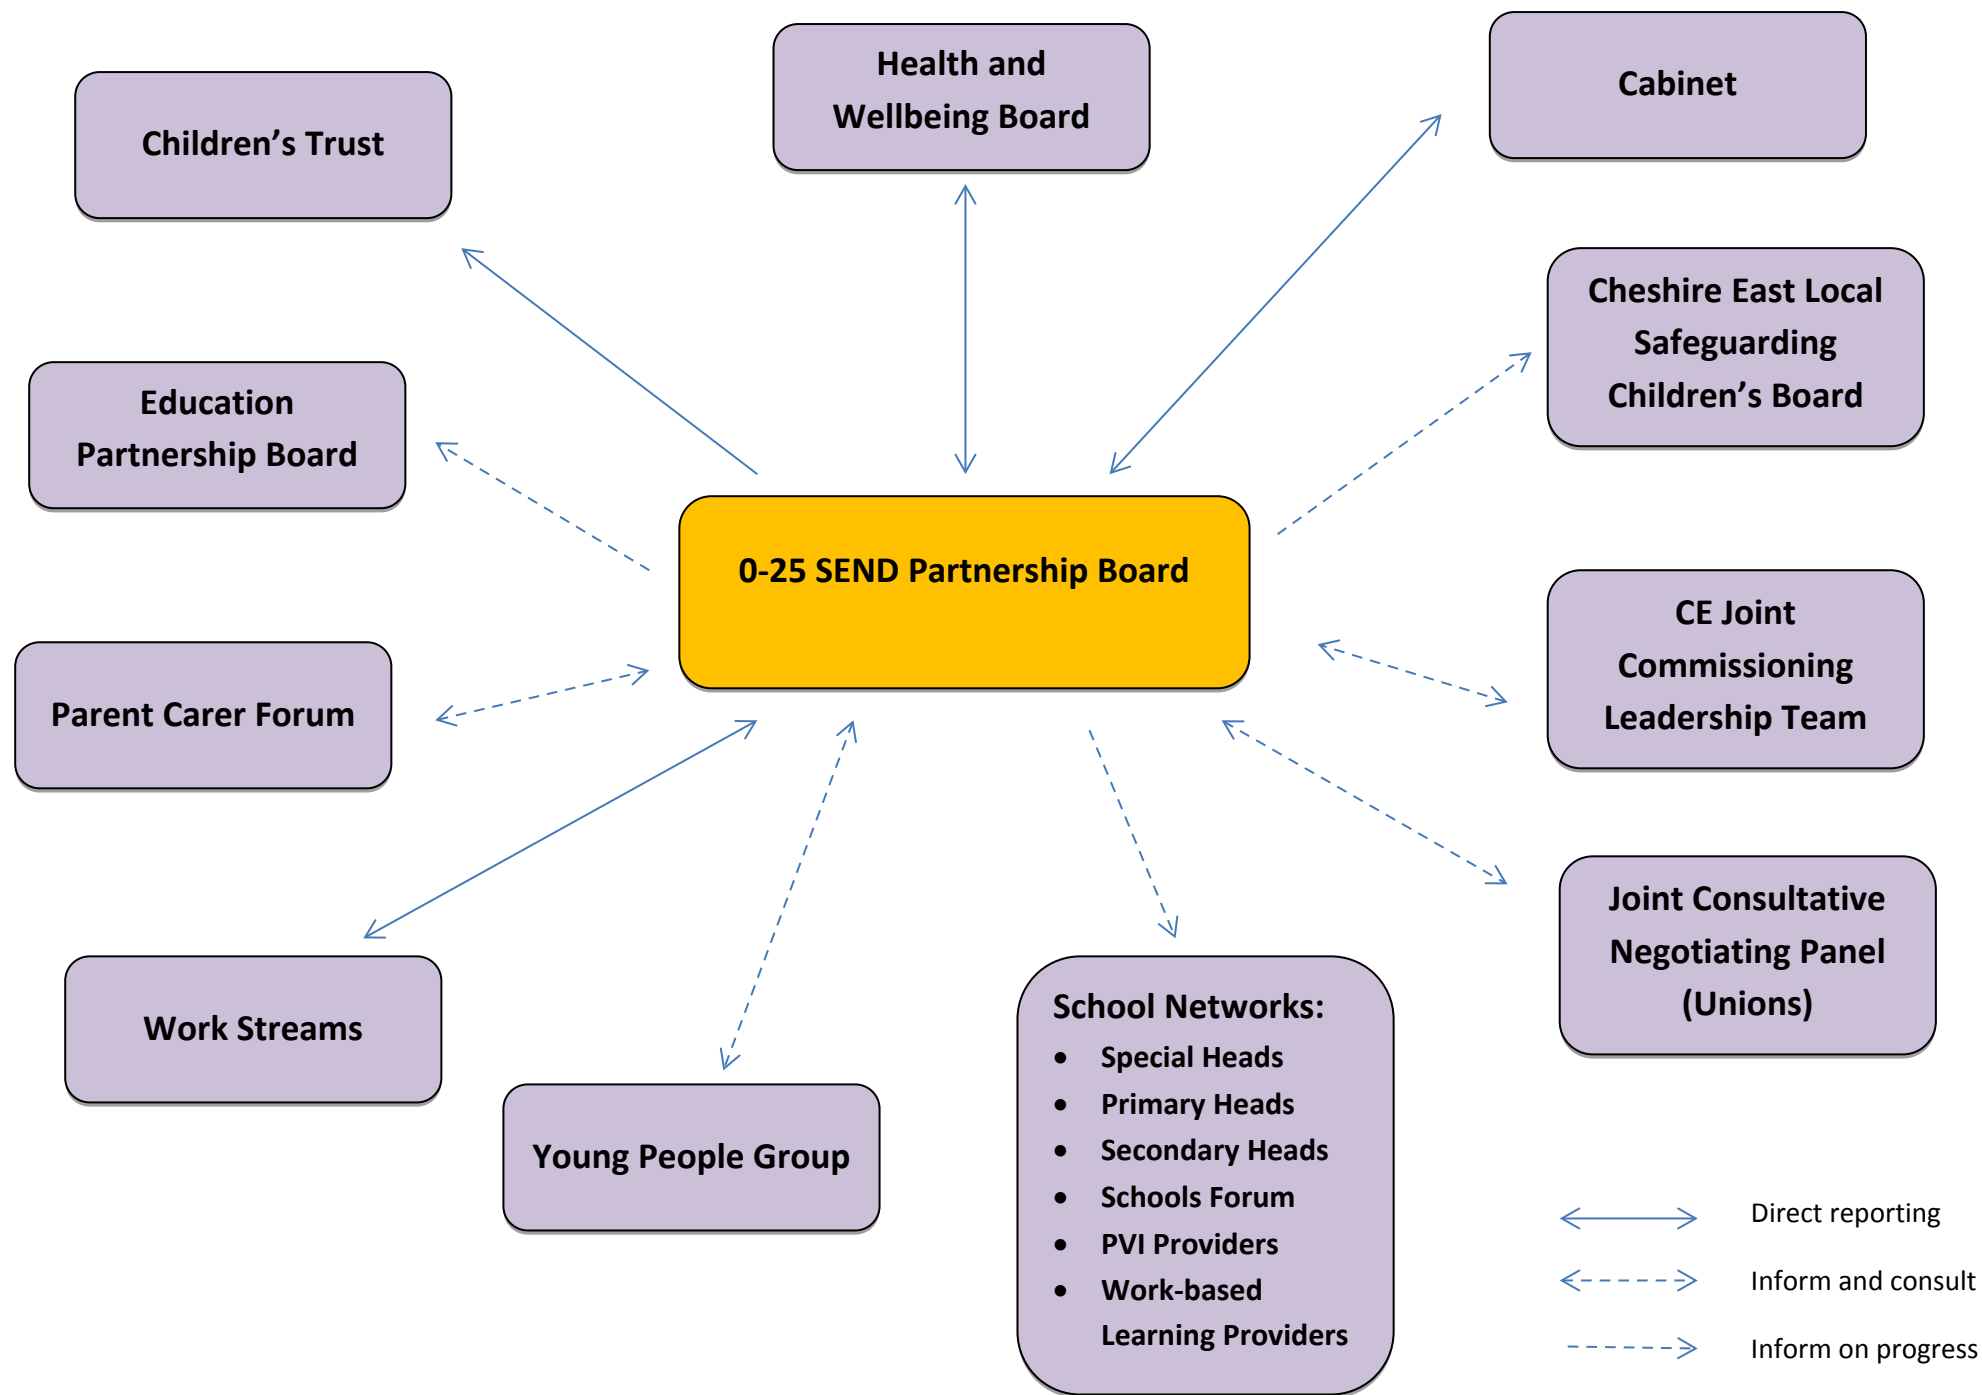 Health and
Wellbeing Board
Cabinet
Children’s Trust
Cheshire East Local
Safeguarding
Children’s Board
Education
Partnership Board
0-25 SEND Partnership Board
CE Joint
Commissioning
Leadership Team
Parent Carer Forum
Joint Consultative
Negotiating Panel
(Unions)
Work Streams
Young People Group
School Networks:
• Special Heads
• Primary Heads
• Secondary Heads
• Schools Forum
• PVI Providers
• Work-based
Learning Providers
Direct reporting
Inform and consult
Inform on progress